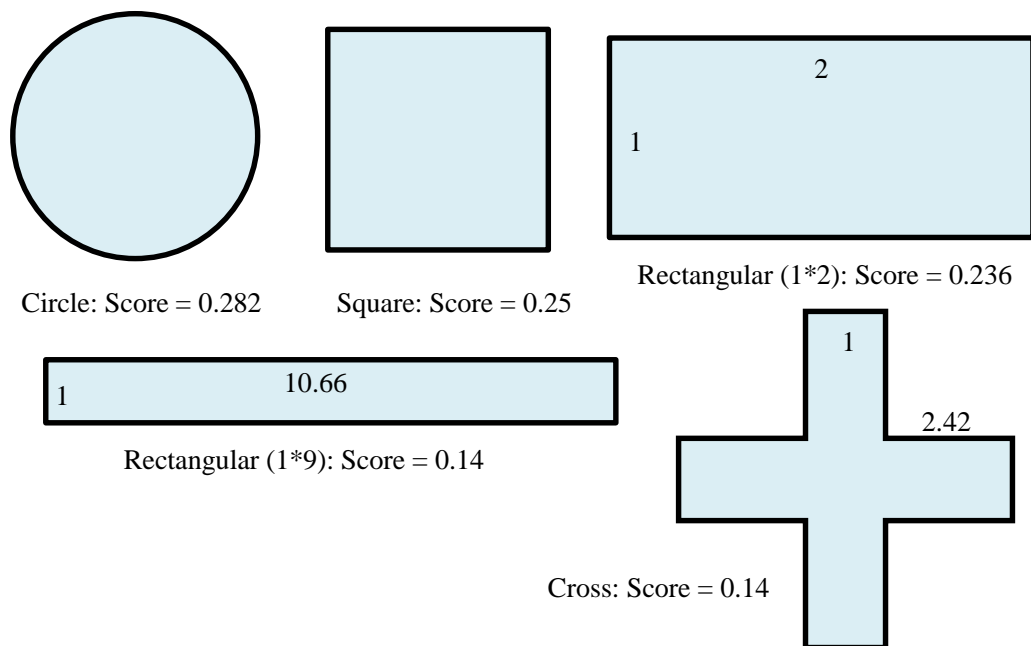 2
1
Rectangular (1*2): Score = 0.236
Circle: Score = 0.282
Square: Score = 0.25
1
10.66
1
2.42
Rectangular (1*9): Score = 0.14
Cross: Score = 0.14